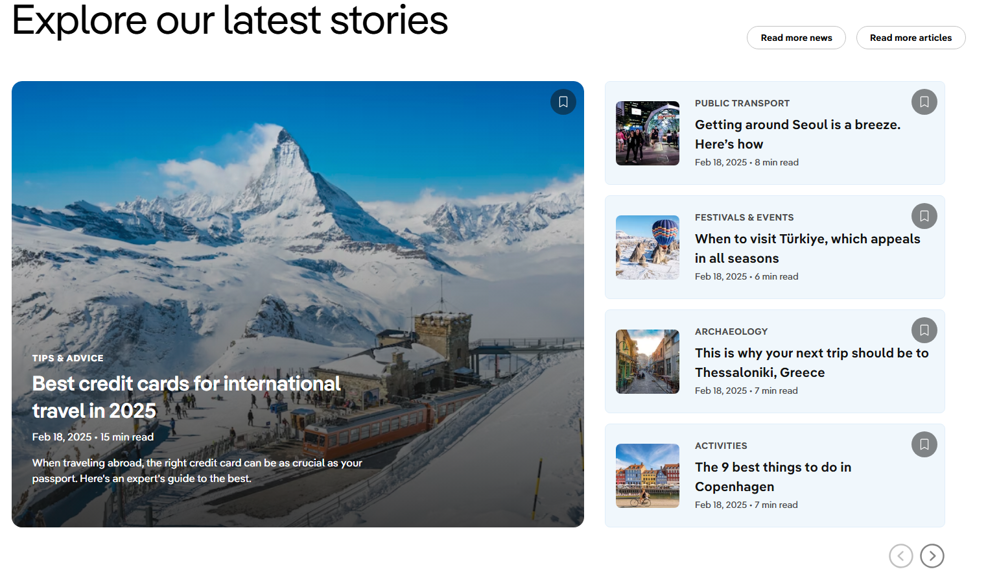 Explore our latest stories
Read more news
Read more articles
TIPS & ADVICE
Best credit cards for international
travel in 2025
Feb 18, 2025 • 15 min read
When traveling abroad, the right credit card can be as crucial as your
passport. Here's an expert's guide to the best.
PUBLIC TRANSPORT
Getting around Seoul is a breeze.
Here’s how
Feb 18, 2025 • 8 min read
FESTIVALS & EVENTS
When to visit Türkiye, which appeals
in all seasons
Feb 18, 2025 • 6 min read
ARCHAEOLOGY
This is why your next trip should be to
Thessaloniki, Greece
Feb 18, 2025 • 7 min read
ACTIVITIES
The 9 best things to do in
Copenhagen
Feb 18, 2025 • 7 min read